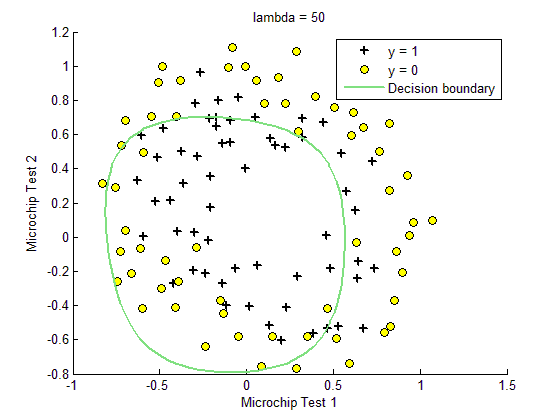 lambda = 50
y = 1
y = 0
Decision boundary
Microchip Test 2
1.2
1
0.8
0.6
0.4
0.2
0
-0.2
-0.4
-0.6
-0.8
-1
-0.5
0
0.5
1
1.5
Microchip Test 1